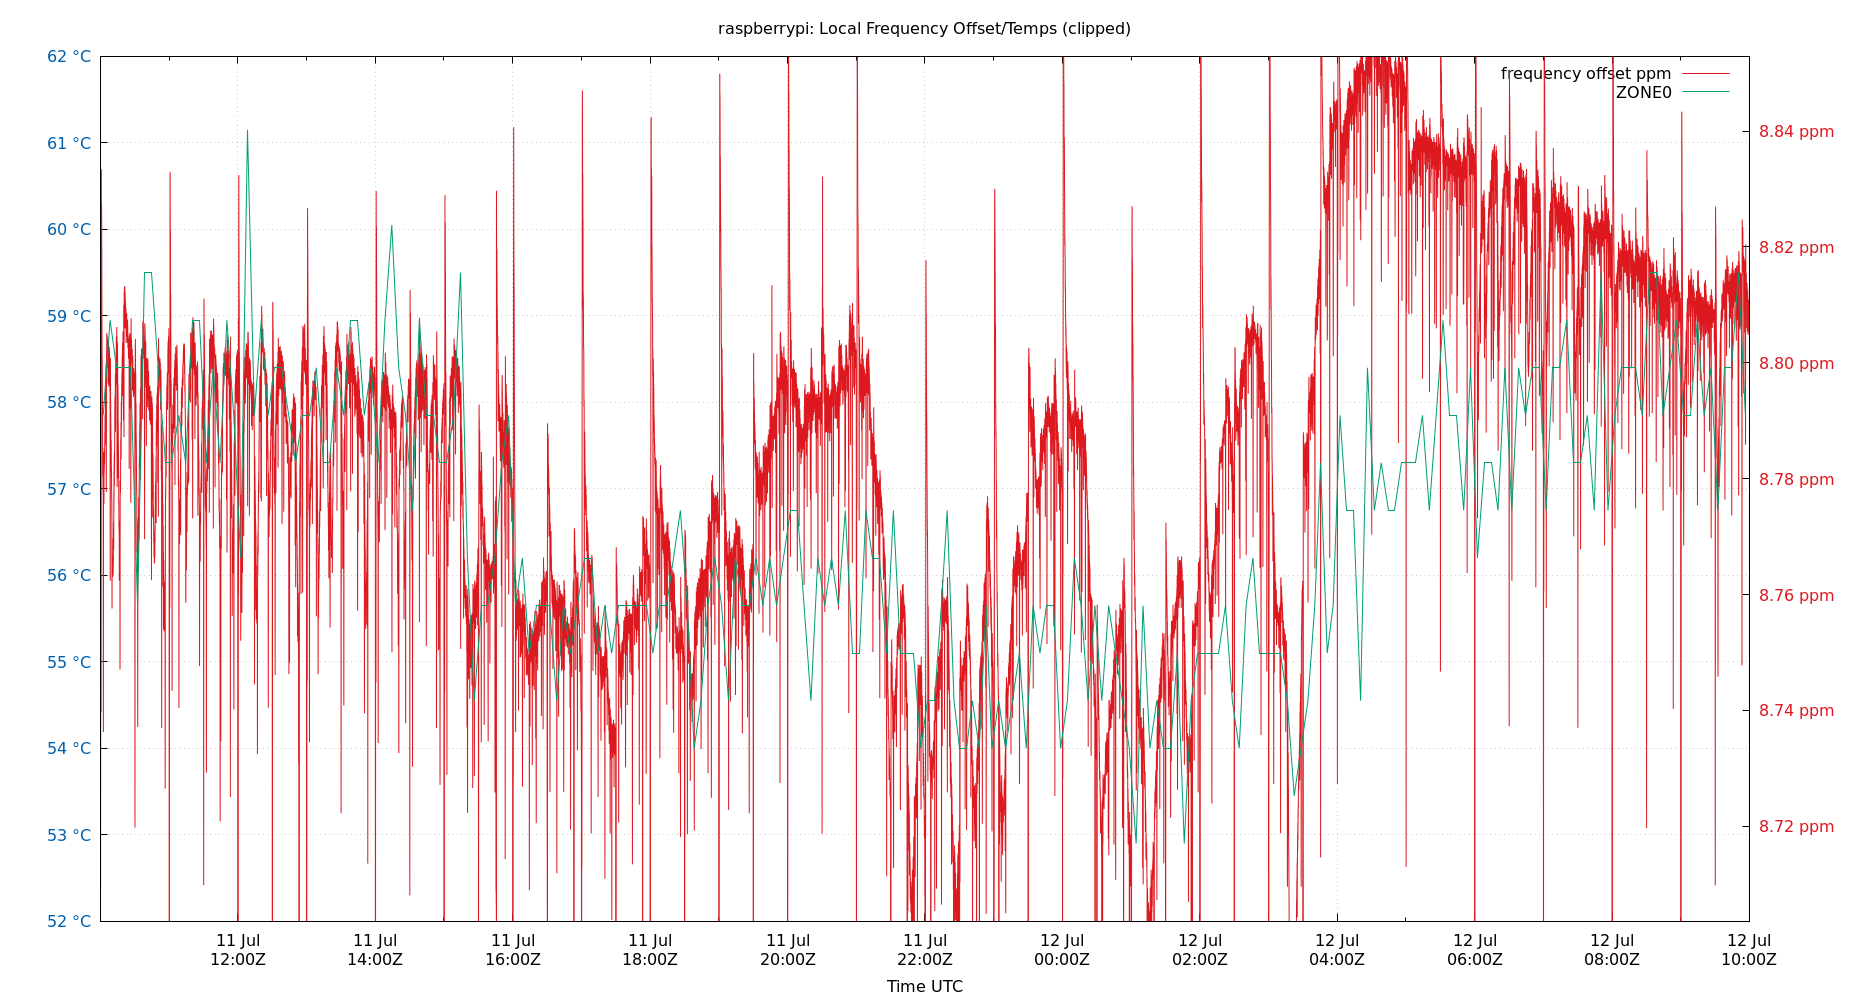 raspberrypi: Local Frequency Offset/Temps (clipped)
frequency offset ppm
ZONE0
62 °C
61 °C
60 °C
59 °C
58 °C
57 °C
56 °C
55 °C
54 °C
53 °C
52 °C
8.84 ppm
8.82 ppm
8.80 ppm
8.78 ppm
8.76 ppm
8.74 ppm
8.72 ppm
11 Jul
12:00Z
11 Jul
14:00Z
11 Jul
16:00Z
11 Jul
18:00Z
11 Jul
20:00Z
11 Jul
22:00Z
12 Jul
00:00Z
12 Jul
02:00Z
12 Jul
04:00Z
12 Jul
06:00Z
12 Jul
08:00Z
12 Jul
10:00Z
Time UTC